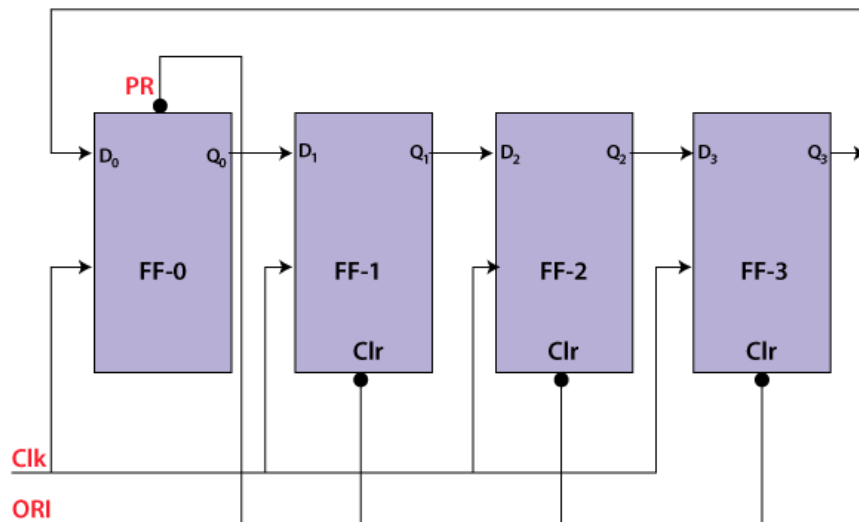 PR
D0 Q0 D1 Q1 D2 Q2 D3 Q3
FF-0 FF-1 FF-2 FF-3
Clr Clr Clr
Clk
ORI